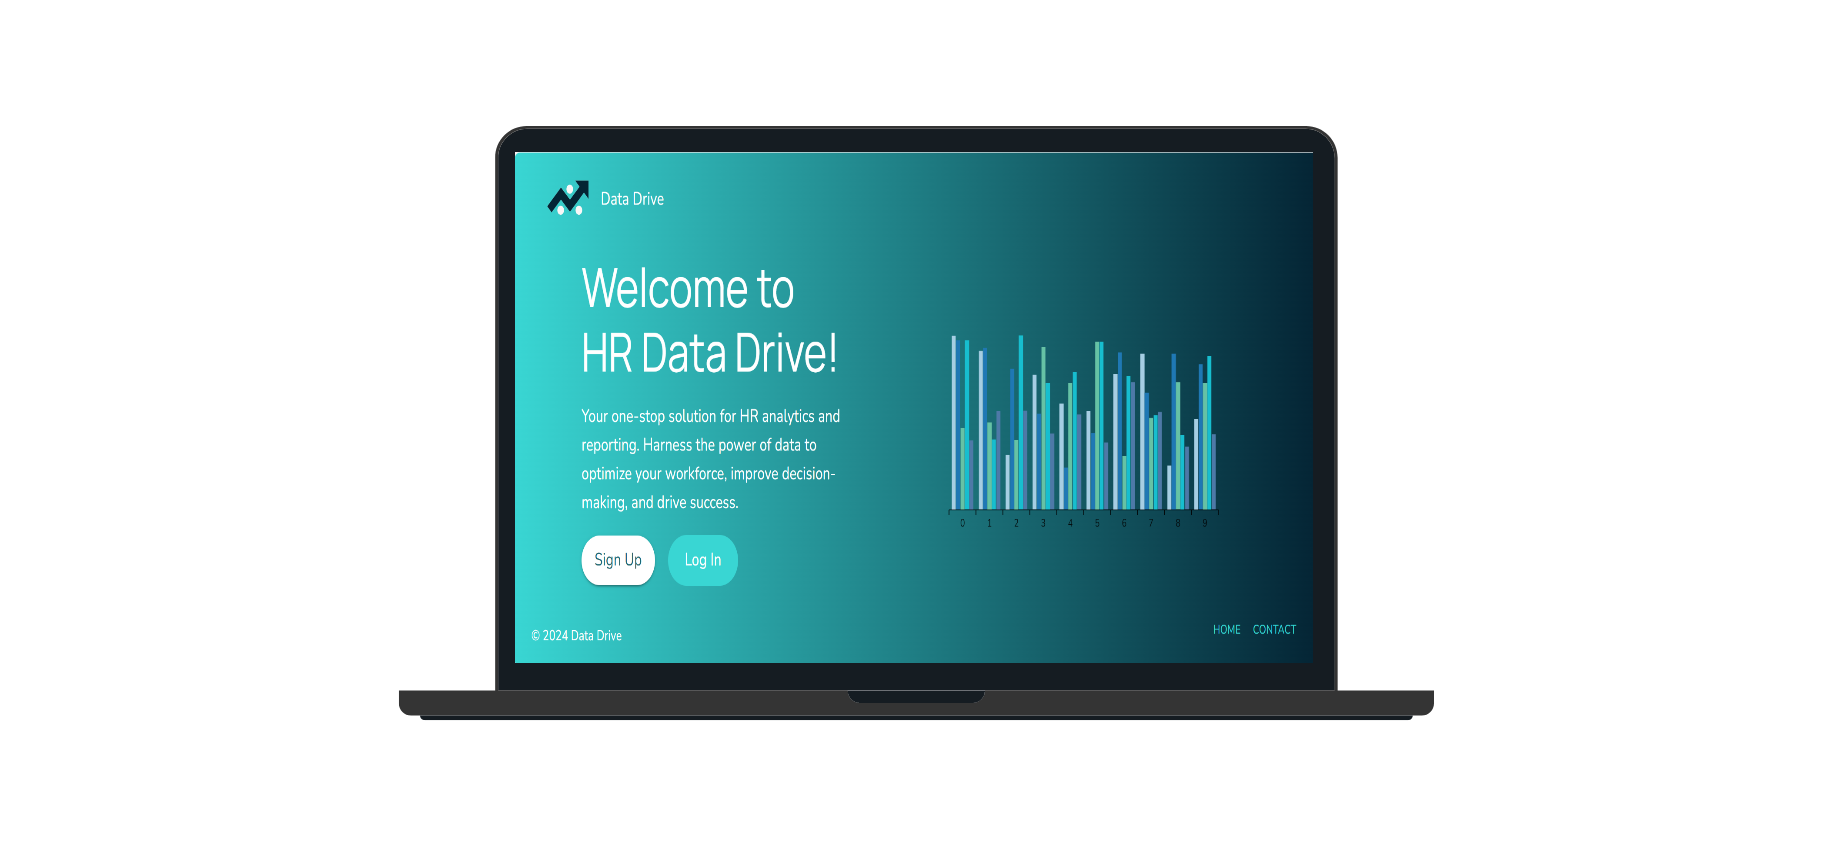 Data Drive
Welcome to
HR Data Drive!
Your one-stop solution for HR analytics and
reporting. Harness the power of data to
optimize your workforce, improve decision-
making, and drive success.
Sign Up Log In
0 1 2 3 4 5 6 7 8 9
© 2024 Data Drive
HOME CONTACT